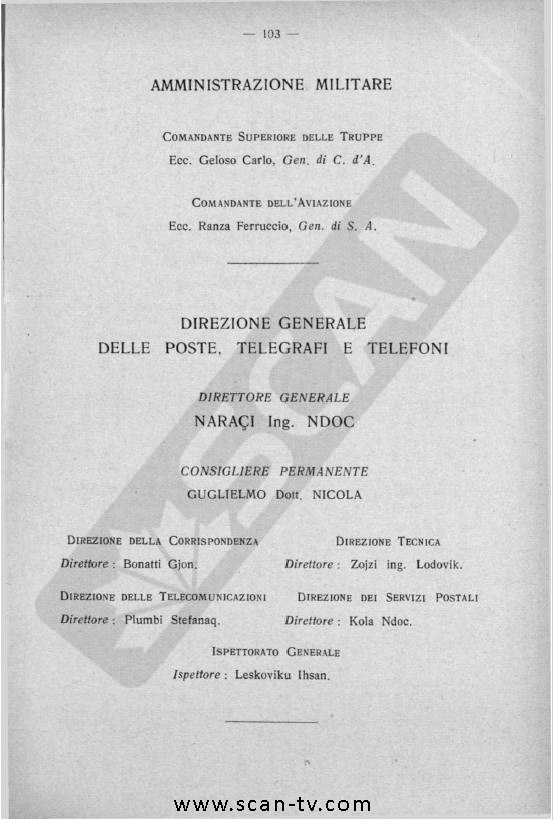 — 103 —
AMMINISTRAZIONE MILITARE
COMANDANTE SUPERIORE DELLE TRUPPE
Ecc. Geloso Carlo, Gen. di C. d'A.
COMANDANTE DELL'AVIAZIONE
Ecc. Ranza Ferruccio, Gen. di S. A.
DIREZIONE GENERALE
DELLE POSTE, TELEGRAFI E TELEFONI
DIRETTORE GENERALE
NARAÇI Ing. NDOC
CONSIGLIERE PERMANENTE
GUGLIELMO Dott. NICOLA
DIREZIONE DELLA CORRISPONDENZA
Direttore : Bonatti Gjon.
DIREZIONE TECNICA
Direttore : Zojzi ing. Lodovik.
DIREZIONE DELLE TELECOMUNICAZIONI
Direttore : Plumbi Stefanaq.
DIREZIONE DEI SERVIZI POSTALI
Direttore : Kola Ndoc.
ISPETTORATO GENERALE
Ispettore : Leskoviku Ihsan.
SCAN
www.scan-tv.com